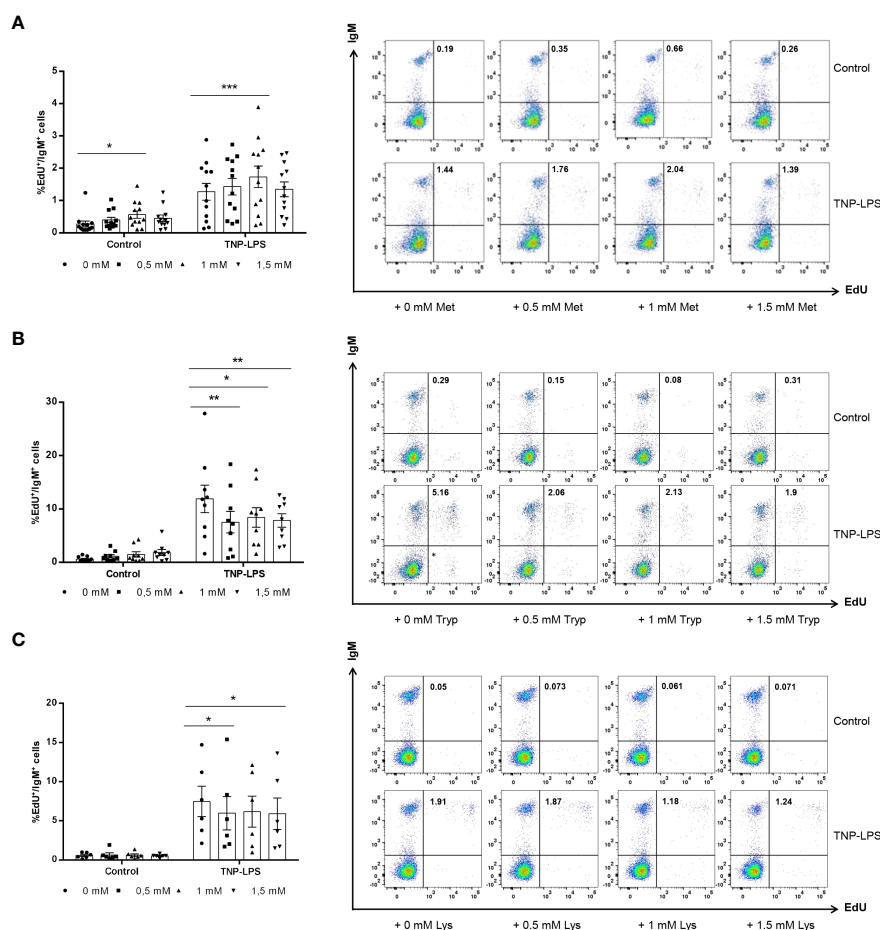 A
%EdU⁺/IgM⁺ cells
5
4
3
2
1
0
*
***
Control
TNP-LPS
● 0 mM ■ 0,5 mM ▲ 1 mM ▼ 1,5 mM
IgM
0.19
0.35
0.66
0.26
Control
1.44
1.76
2.04
1.39
TNP-LPS
EdU
+ 0 mM Met
+ 0.5 mM Met
+ 1 mM Met
+ 1.5 mM Met
B
%EdU⁺/IgM⁺ cells
30
20
10
0
**
*
**
Control
TNP-LPS
● 0 mM ■ 0,5 mM ▲ 1 mM ▼ 1,5 mM
IgM
0.29
0.15
0.08
0.31
Control
5.16
2.06
2.13
1.9
*
TNP-LPS
EdU
+ 0 mM Tryp
+ 0.5 mM Tryp
+ 1 mM Tryp
+ 1.5 mM Tryp
C
%EdU⁺/IgM⁺ cells
20
15
10
5
0
*
*
Control
TNP-LPS
● 0 mM ■ 0,5 mM ▲ 1 mM ▼ 1,5 mM
IgM
0.05
0.073
0.061
0.071
Control
1.91
1.87
1.18
1.24
TNP-LPS
EdU
+ 0 mM Lys
+ 0.5 mM Lys
+ 1 mM Lys
+ 1.5 mM Lys